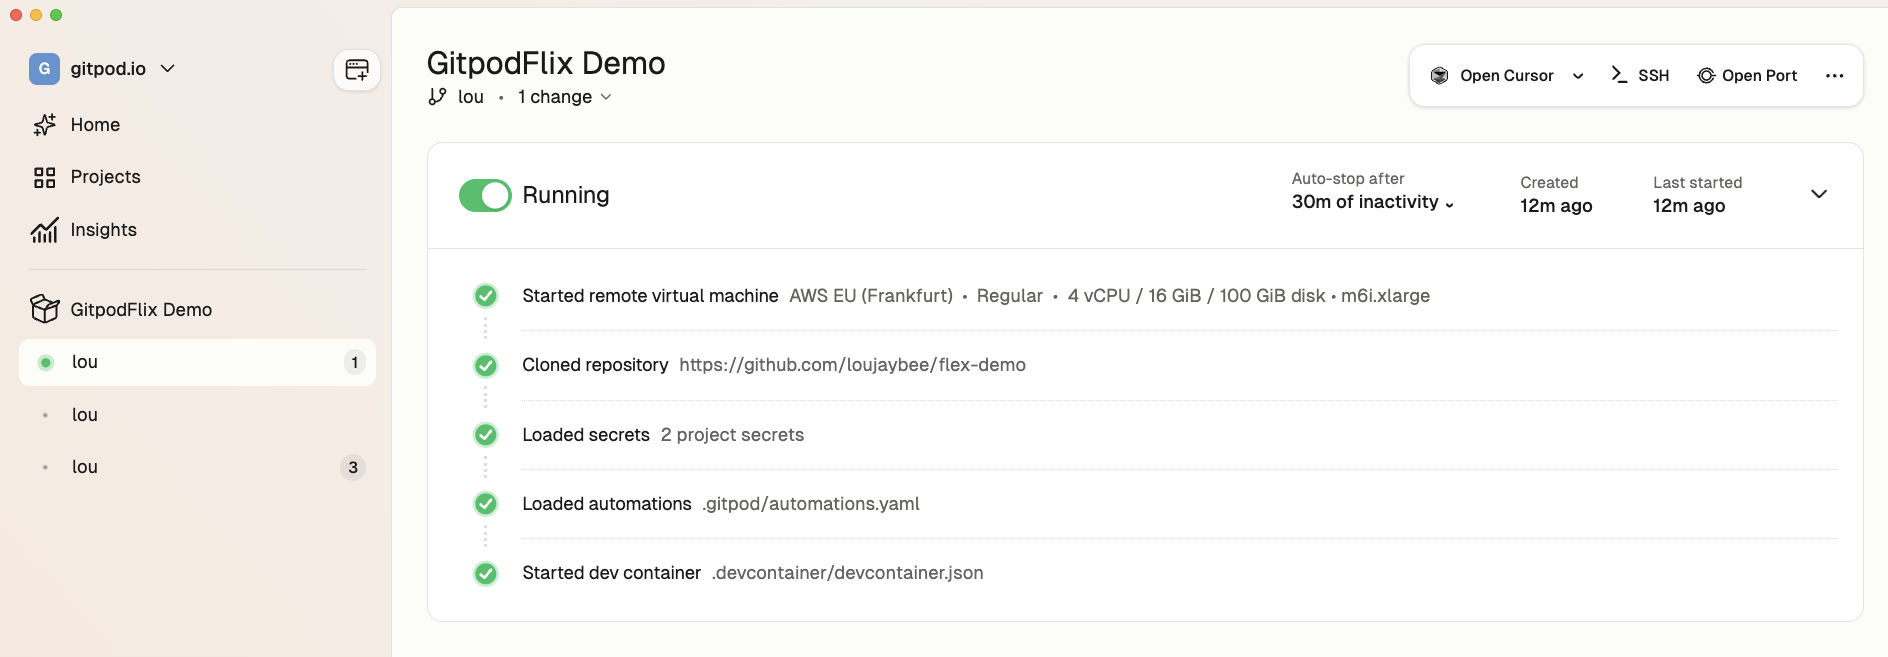 G gitpod.io
Home
Projects
Insights
GitpodFlix Demo
lou 1
lou
lou 3
GitpodFlix Demo
lou • 1 change
Open Cursor SSH Open Port
Running
Auto-stop after
30m of inactivity
Created
12m ago
Last started
12m ago
Started remote virtual machine AWS EU (Frankfurt) • Regular • 4 vCPU / 16 GiB / 100 GiB disk • m6i.xlarge
Cloned repository https://github.com/loujaybee/flex-demo
Loaded secrets 2 project secrets
Loaded automations .gitpod/automations.yaml
Started dev container .devcontainer/devcontainer.json